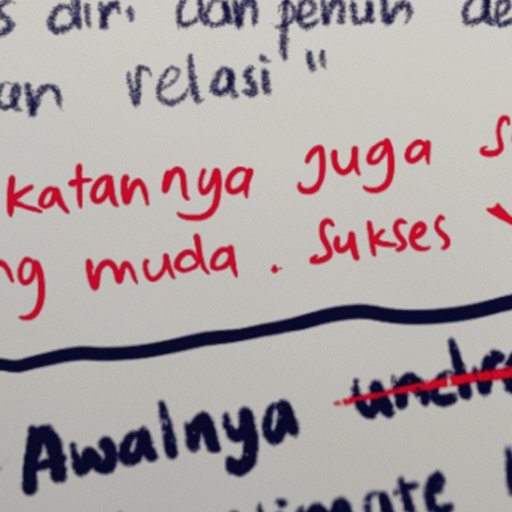 s diri dan penuh de
an relasi"
katannya juga s
ng muda. Sukses
Awalnya undr
timate